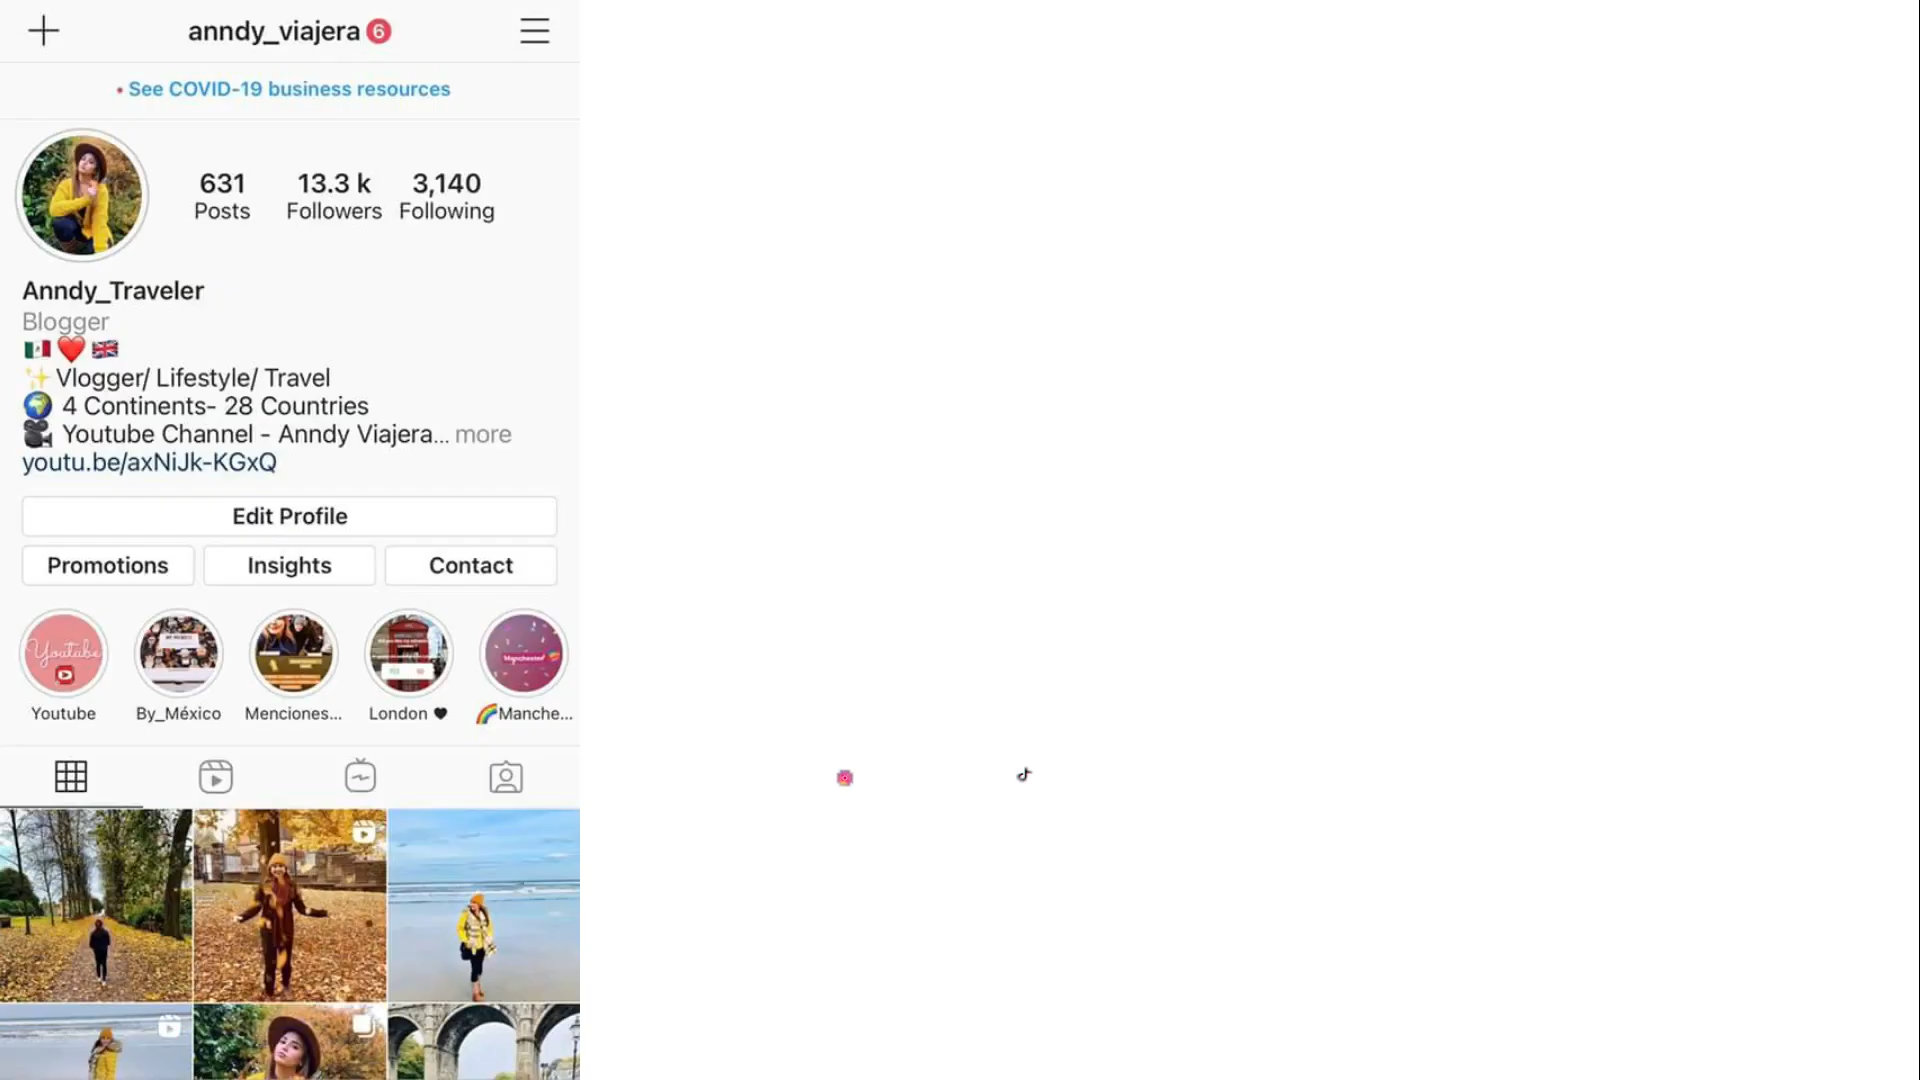 anndy_viajera 6
• See COVID-19 business resources
631 13.3 k 3,140
Posts Followers Following
Anndy_Traveler
Blogger
🇲🇽❤️🇬🇧
✨Vlogger/ Lifestyle/ Travel
🌍 4 Continents- 28 Countries
🎥 Youtube Channel - Anndy Viajera... more
youtu.be/axNiJk-KGxQ
Edit Profile
Promotions Insights Contact
Youtube
Manchester
Youtube By_México Menciones... London 🖤 🌈Manche...